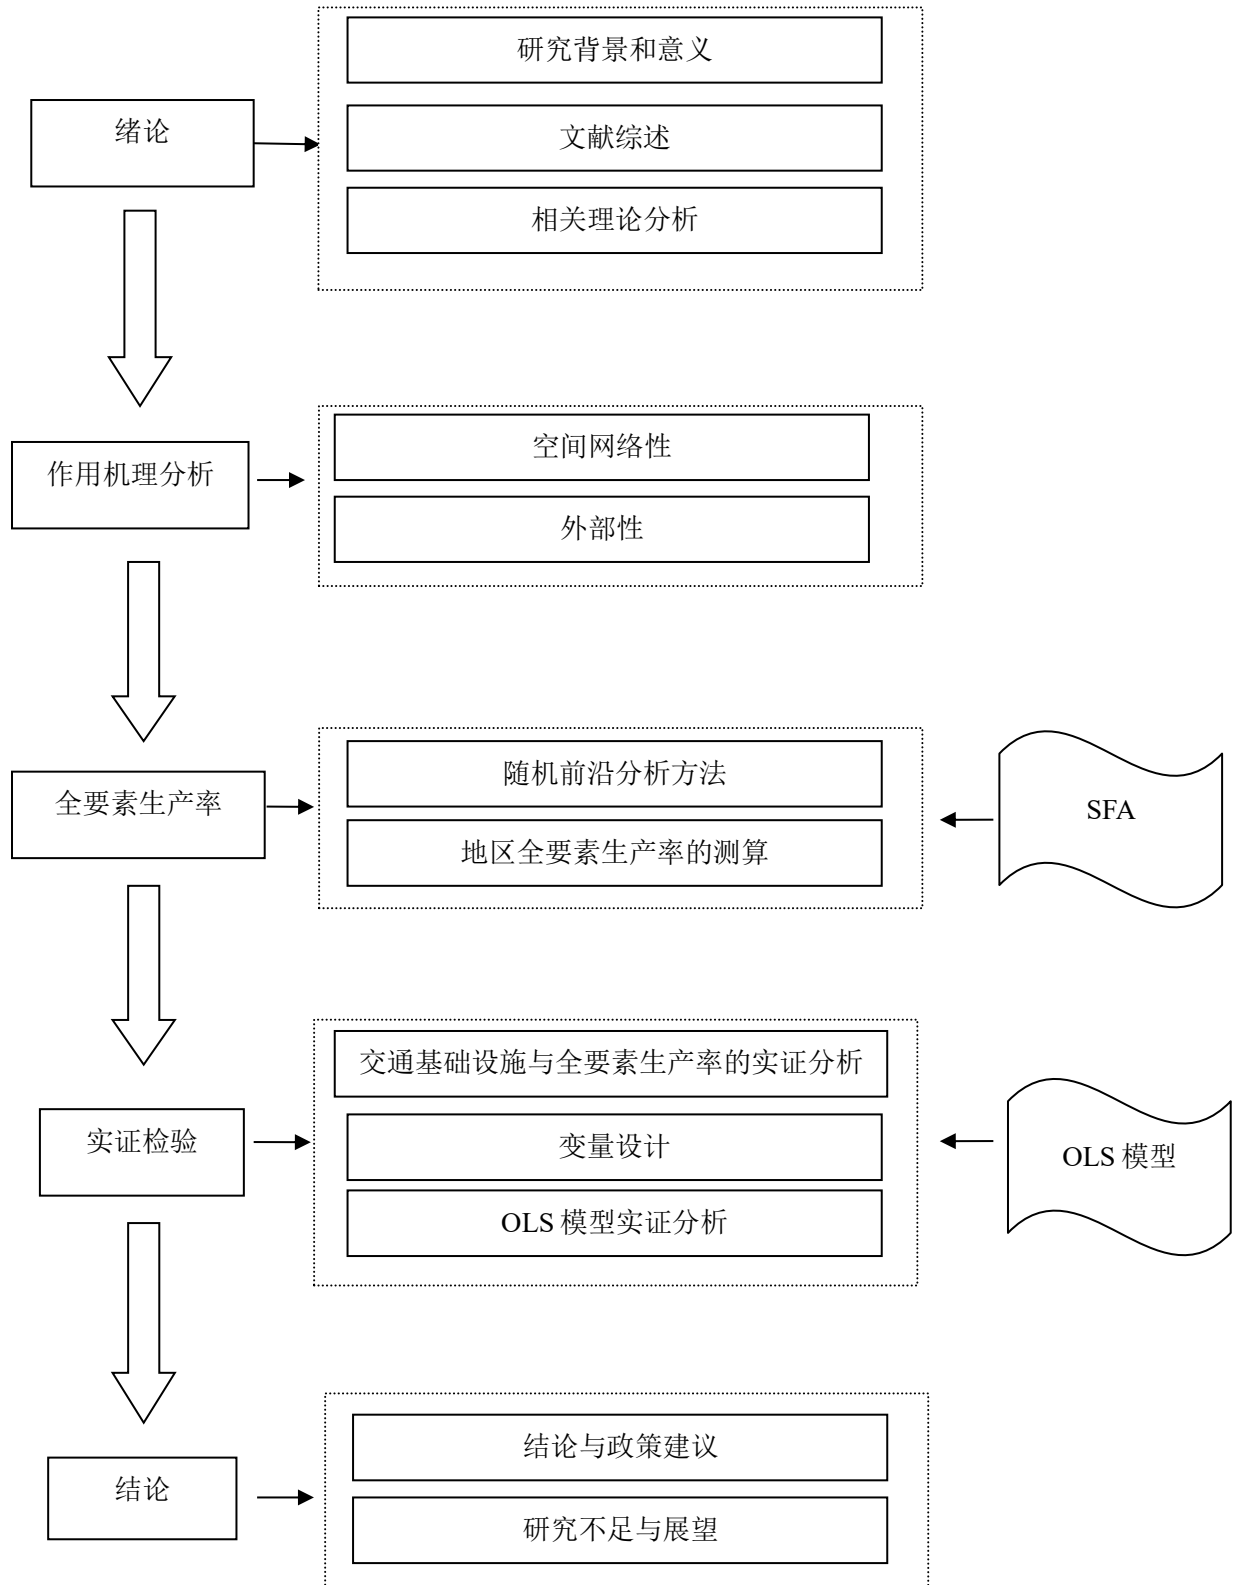 研究背景和意义
绪论
文献综述
相关理论分析
空间网络性
作用机理分析
外部性
随机前沿分析方法
全要素生产率
SFA
地区全要素生产率的测算
交通基础设施与全要素生产率的实证分析
实证检验
变量设计
OLS 模型
OLS 模型实证分析
结论与政策建议
结论
研究不足与展望